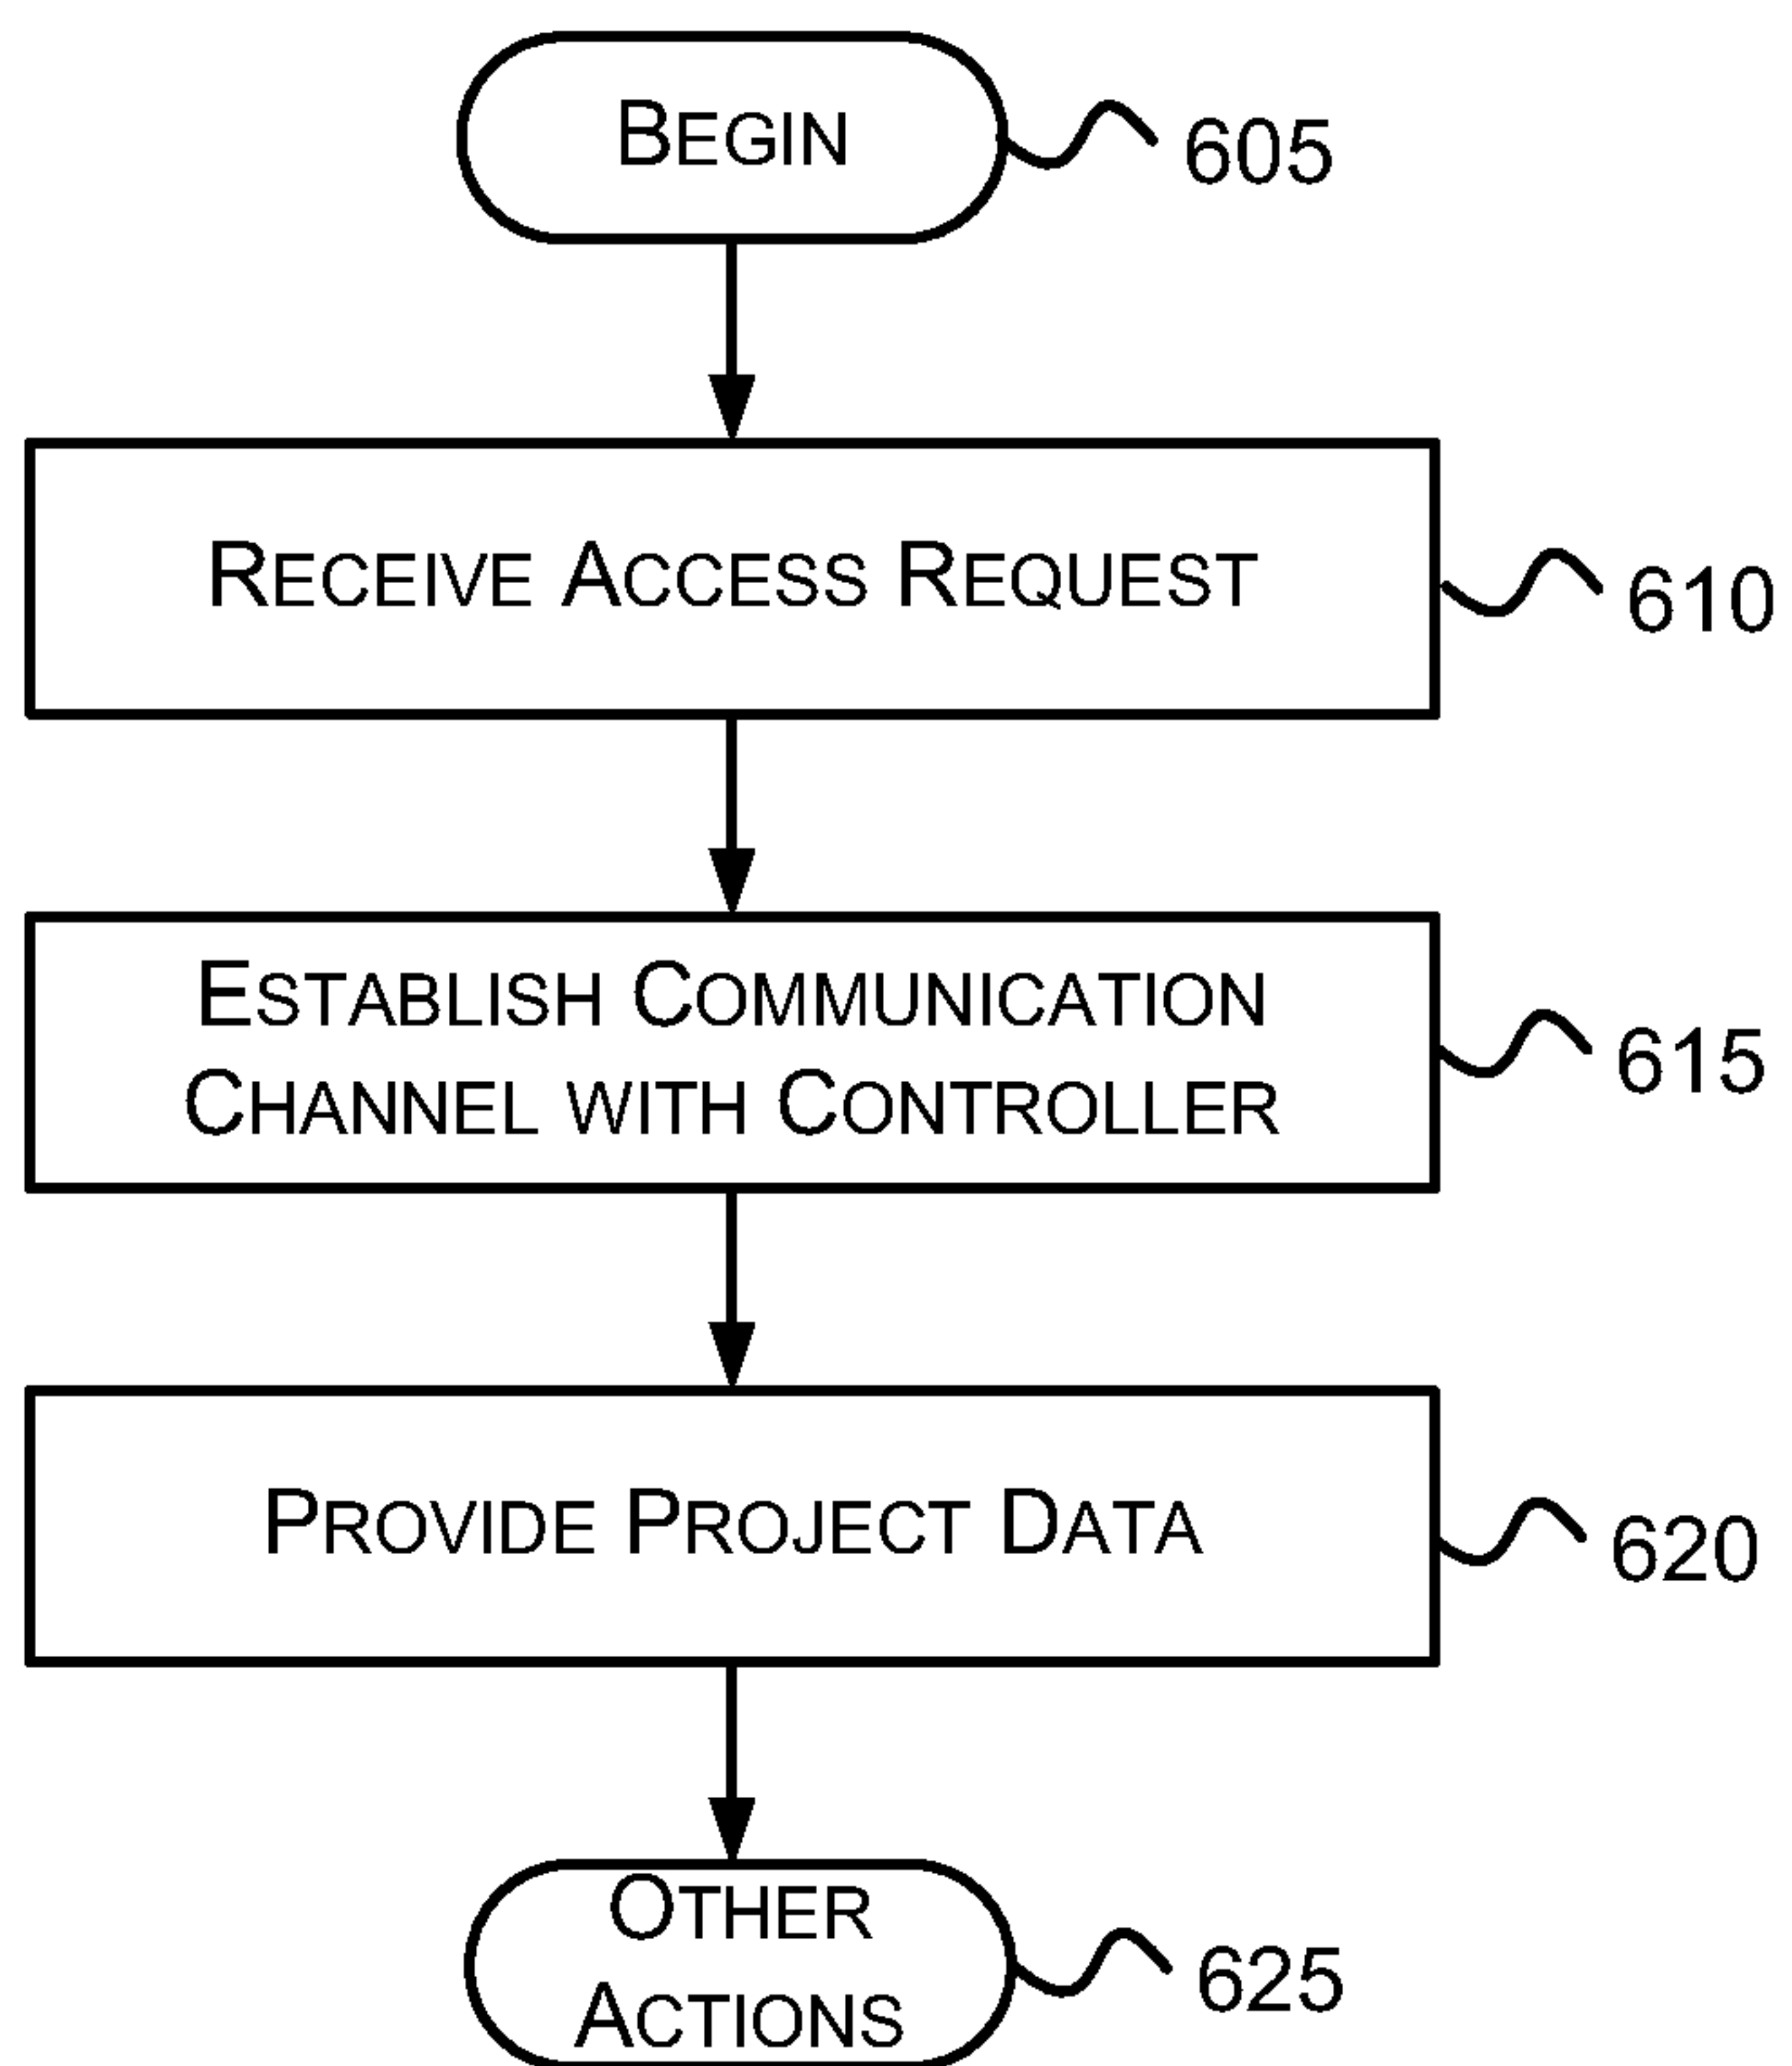 BEGIN
605
RECEIVE ACCESS REQUEST
610
ESTABLISH COMMUNICATION
CHANNEL WITH CONTROLLER
615
PROVIDE PROJECT DATA
620
OTHER
ACTIONS
625